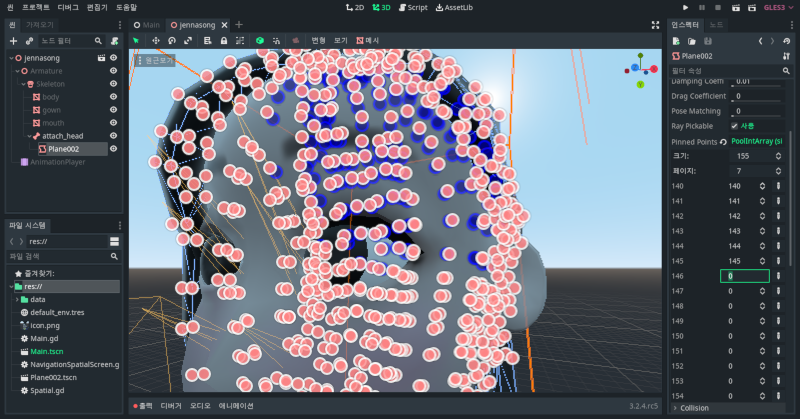 씬 프로젝트 디버그 편집기 도움말
2D 3D Script AssetLib
GLES3
씬 가져오기
Main jennasong
인스펙터 노드
노드 필터
변형 보기 메시
jennasong
Armature
Skeleton
body
gown
mouth
attach_head
Plane002
AnimationPlayer
원근보기
Plane002
필터 속성
Damping Coeffi 0.01
Drag Coefficient 0
Pose Matching 0
Ray Pickable 사용
Pinned Points PoolIntArray (si
크기: 155
페이지: 7
140 140
141 141
142 142
143 143
144 144
145 145
146 0
147 0
148 0
149 0
150 0
151 0
152 0
153 0
154 0
Collision
파일 시스템
res://
파일 검색
즐겨찾기:
res://
data
default_env.tres
icon.png
Main.gd
Main.tscn
NavigationSpatialScreen.g
Plane002.tscn
Spatial.gd
출력 디버거 오디오 애니메이션
3.2.4.rc5